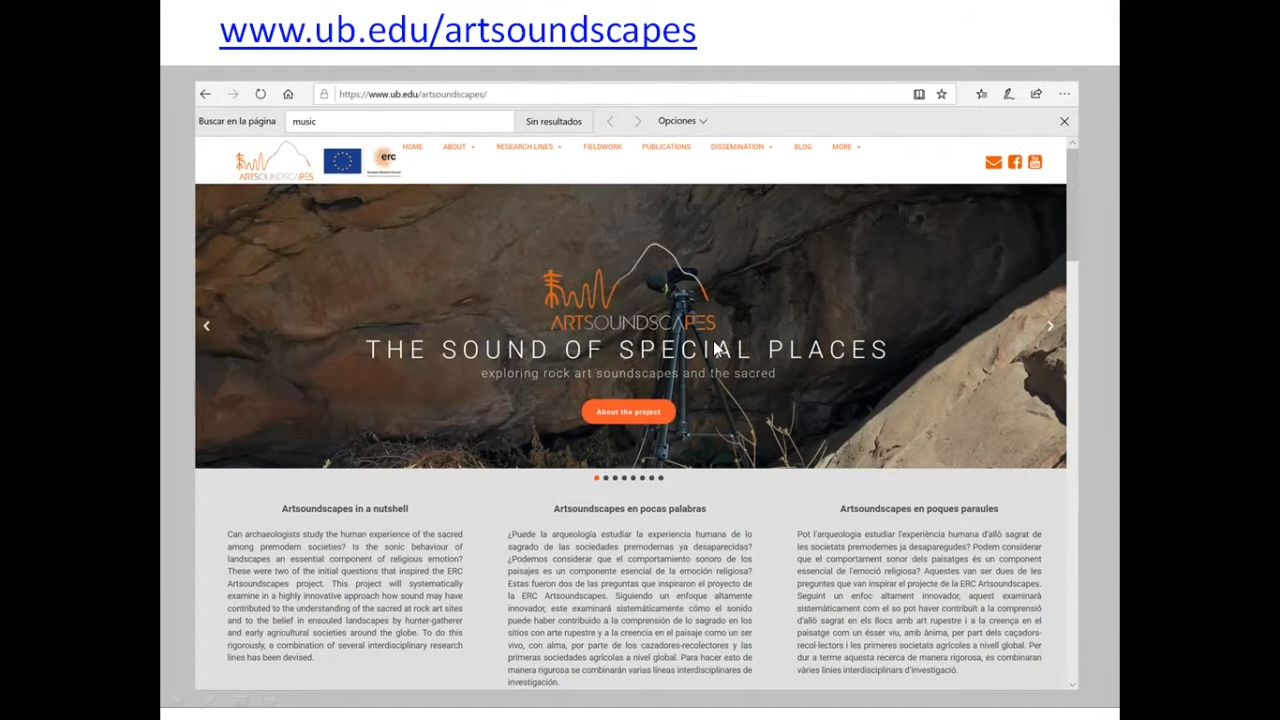 www.ub.edu/artsoundscapes
https://www.ub.edu/artsoundscapes/
Buscar en la página music Sin resultados Opciones
ARTSOUNDSCAPES erc HOME ABOUT RESEARCH LINES FIELDWORK PUBLICATIONS DISSEMINATION BLOG MORE
ARTSOUNDSCAPES
THE SOUND OF SPECIAL PLACES
exploring rock art soundscapes and the sacred
About the project
Artsoundscapes in a nutshell
Can archaeologists study the human experience of the sacred
among premodern societies? Is the sonic behaviour of
landscapes an essential component of religious emotion?
These were two of the initial questions that inspired the ERC
Artsoundscapes project. This project will systematically
examine in a highly innovative approach how sound may have
contributed to the understanding of the sacred at rock art sites
and to the belief in ensouled landscapes by hunter-gatherer
and early agricultural societies around the globe. To do this
rigorously, a combination of several interdisciplinary research
lines has been devised.
Artsoundscapes en pocas palabras
¿Puede la arqueología estudiar la experiencia humana de lo
sagrado de las sociedades premodernas ya desaparecidas?
¿Podemos considerar que el comportamiento sonoro de los
paisajes es un componente esencial de la emoción religiosa?
Estas fueron dos de las preguntas que inspiraron el proyecto de
la ERC Artsoundscapes. Siguiendo un enfoque altamente
innovador, este examinará sistemáticamente cómo el sonido
puede haber contribuido a la comprensión de lo sagrado en los
sitios con arte rupestre y a la creencia en el paisaje como un ser
vivo, con alma, por parte de los cazadores-recolectores y las
primeras sociedades agrícolas a nivel global. Para hacer esto de
manera rigurosa se combinarán varias líneas interdisciplinares de
investigación.
Artsoundscapes en poques paraules
Pot l'arqueologia estudiar l'experiència humana d'allò sagrat de
les societats premodernes ja desaparegudes? Podem considerar
que el comportament sonor dels paisatges és un component
essencial de l'emoció religiosa? Aquestes van ser dues de les
preguntes que van inspirar el projecte de la ERC Artsoundscapes.
Seguint un enfoc altament innovador, aquest examinarà
sistemàticament com el so pot haver contribuït a la comprensió
d'allò sagrat en els llocs amb art rupestre i a la creença en el
paisatge com un ésser viu, amb ànima, per part dels caçadors-
recol·lectors i les primeres societats agrícoles a nivell global. Per
dur a terme aquesta recerca de manera rigorosa, es combinaran
vàries línies interdisciplinars d'investigació.